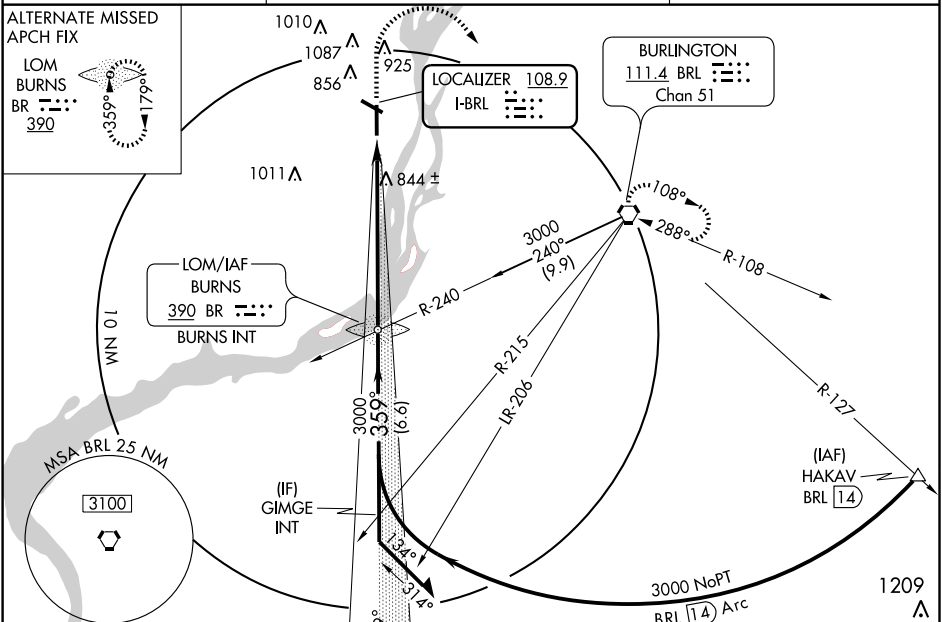 ALTERNATE MISSED
APCH FIX
LOM
BURNS
BR
390
359°
179°
1010
1087
856
925
LOCALIZER 108.9
I-BRL
BURLINGTON
111.4 BRL
Chan 51
1011
844 ±
108°
288°
R-108
3000
240°
(9.9)
R-240
LOM/IAF
BURNS
390 BR
BURNS INT
10 NM
R-215
LR-206
R-127
3000
359°
(6.6)
MSA BRL 25 NM
3100
(IF)
GIMGE
INT
(IAF)
HAKAV
BRL 14
134°
314°
3000 NoPT
BRL 14 Arc
1209